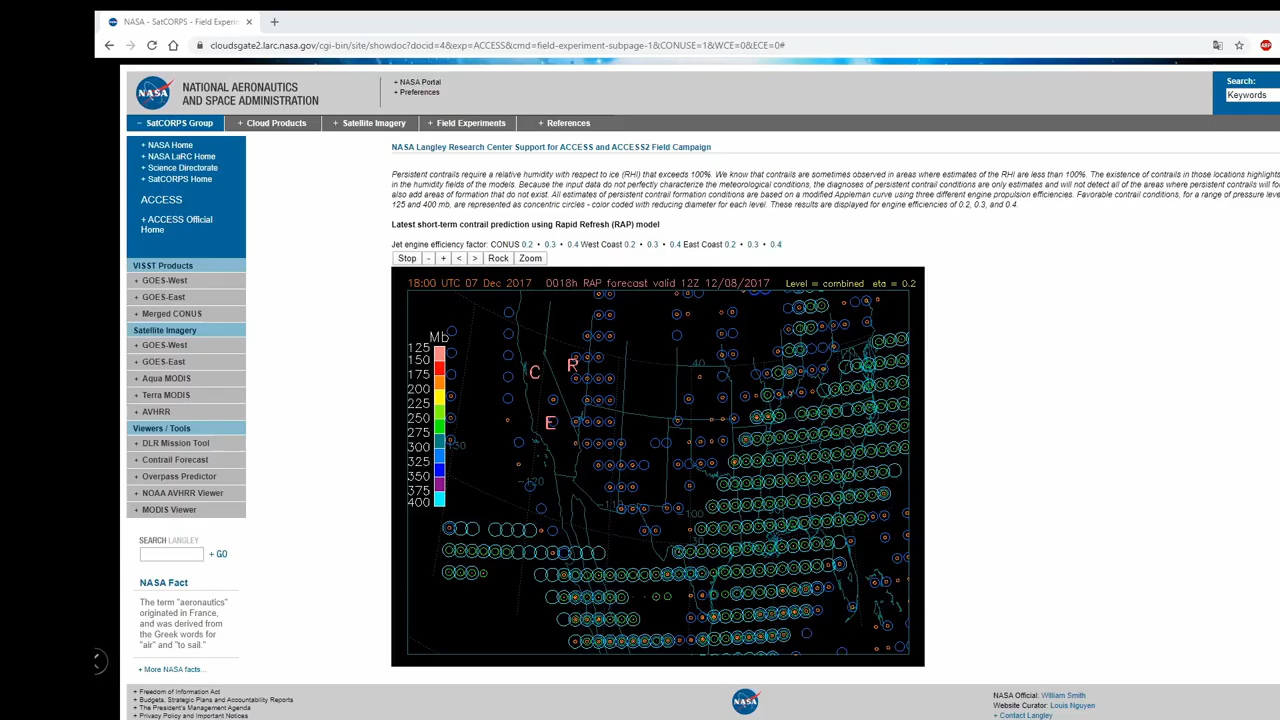 NASA - SatCORPS - Field Experim
cloudsgate2.larc.nasa.gov/cgi-bin/site/showdoc?docid=4&exp=ACCESS&cmd=field-experiment-subpage-1&CONUSE=1&WCE=0&ECE=0#
ABP
NASA
NATIONAL AERONAUTICS
AND SPACE ADMINISTRATION
+ NASA Portal
+ Preferences
Search:
Keywords
− SatCORPS Group
+ Cloud Products
+ Satellite Imagery
+ Field Experiments
+ References
+ NASA Home
+ NASA LaRC Home
+ Science Directorate
+ SatCORPS Home
ACCESS
+ ACCESS Official
Home
VISST Products
+ GOES-West
+ GOES-East
+ Merged CONUS
Satellite Imagery
+ GOES-West
+ GOES-East
+ Aqua MODIS
+ Terra MODIS
+ AVHRR
Viewers / Tools
+ DLR Mission Tool
+ Contrail Forecast
+ Overpass Predictor
+ NOAA AVHRR Viewer
+ MODIS Viewer
SEARCH LANGLEY
+ GO
NASA Fact
The term "aeronautics"
originated in France,
and was derived from
the Greek words for
"air" and "to sail."
+ More NASA facts...
NASA Langley Research Center Support for ACCESS and ACCESS2 Field Campaign
Persistent contrails require a relative humidity with respect to ice (RHI) that exceeds 100%. We know that contrails are sometimes observed in areas where estimates of the RHI are less than 100%. The existence of contrails in those locations highlights
in the humidity fields of the models. Because the input data do not perfectly characterize the meteorological conditions, the diagnoses of persistent contrail conditions are only estimates and will not detect all of the areas where persistent contrails will for
also add areas of formation that do not exist. All estimates of persistent contrail formation conditions are based on a modified Appleman curve using three different engine propulsion efficiencies. Favorable contrail conditions, for a range of pressure level
125 and 400 mb, are represented as concentric circles - color coded with reducing diameter for each level. These results are displayed for engine efficiencies of 0.2, 0.3, and 0.4.
Latest short-term contrail prediction using Rapid Refresh (RAP) model
Jet engine efficiency factor: CONUS 0.2 • 0.3 • 0.4 West Coast 0.2 • 0.3 • 0.4 East Coast 0.2 • 0.3 • 0.4
Stop - + < > Rock Zoom
18:00 UTC 07 Dec 2017 0018h RAP forecast valid 12Z 12/08/2017 Level = combined eta = 0.2
Mb
125
150
175
200
225
250
275
300
325
350
375
400
C
R
E
40
-120
-100
+ Freedom of Information Act
+ Budgets, Strategic Plans and Accountability Reports
+ The President's Management Agenda
+ Privacy Policy and Important Notices
NASA
NASA Official: William Smith
Website Curator: Louis Nguyen
+ Contact Langley